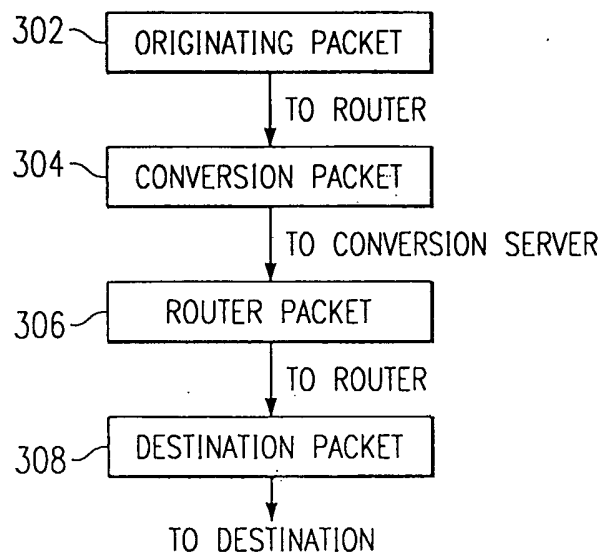 302
ORIGINATING PACKET
TO ROUTER
304
CONVERSION PACKET
TO CONVERSION SERVER
306
ROUTER PACKET
TO ROUTER
308
DESTINATION PACKET
TO DESTINATION